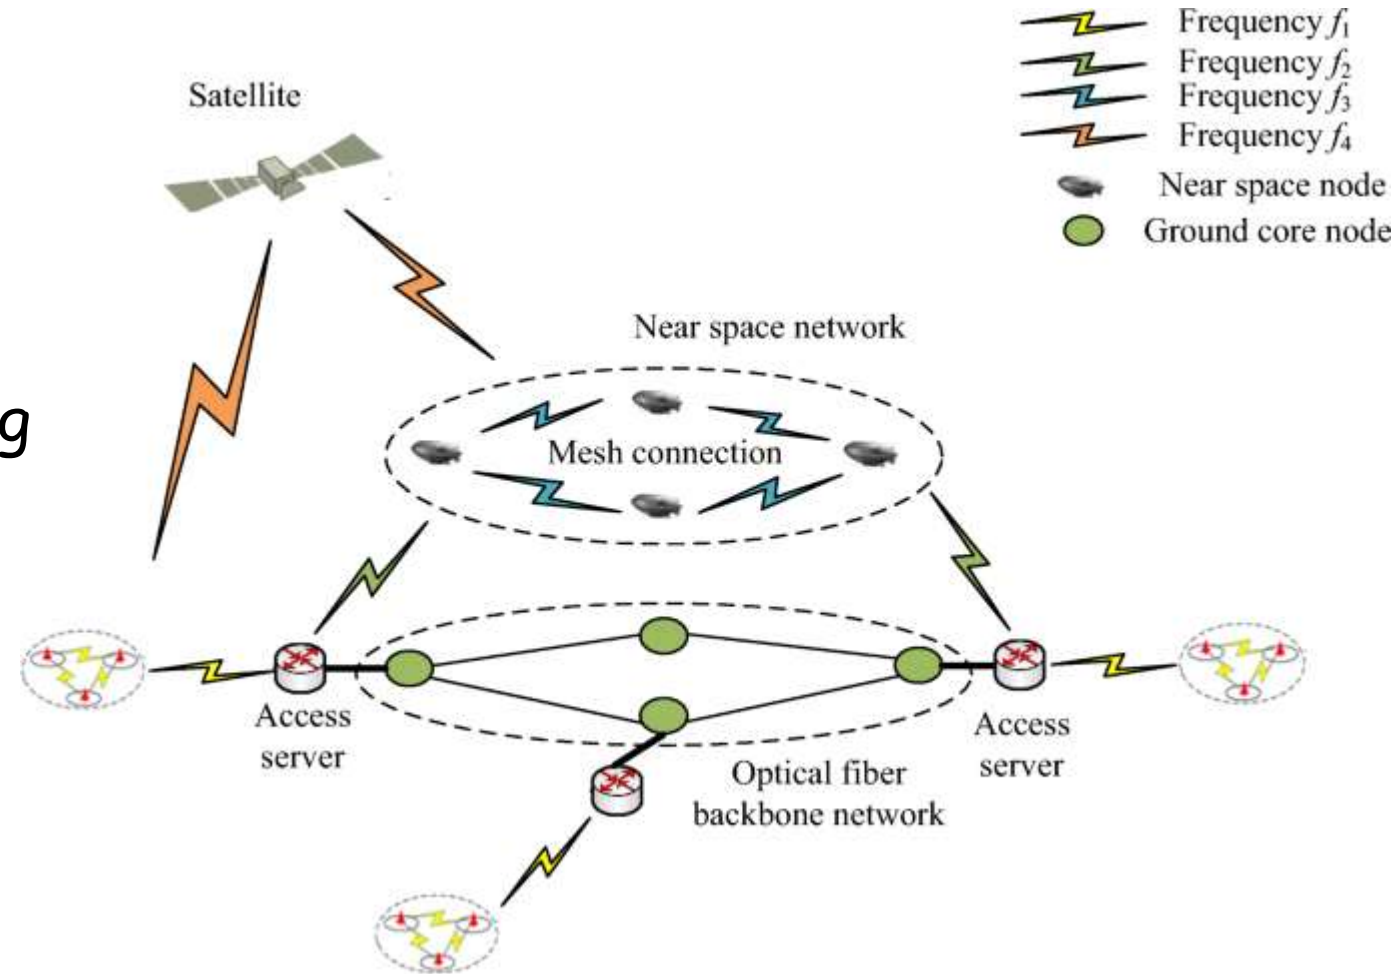 Frequency f1
Frequency f2
Frequency f3
Frequency f4
Near space node
Ground core node
Satellite
Near space network
g
Mesh connection
Access
server
Access
server
Optical fiber
backbone network